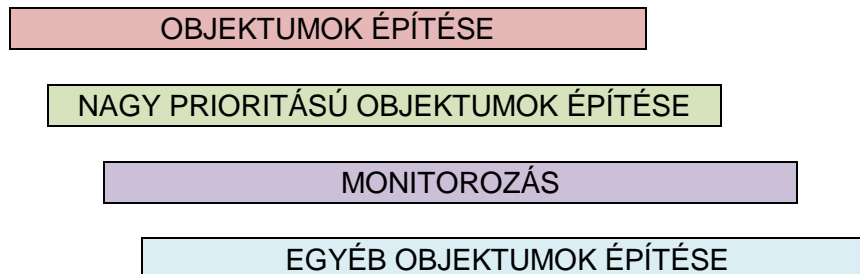 OBJEKTUMOK ÉPÍTÉSE
NAGY PRIORITÁSÚ OBJEKTUMOK ÉPÍTÉSE
MONITOROZÁS
EGYÉB OBJEKTUMOK ÉPÍTÉSE